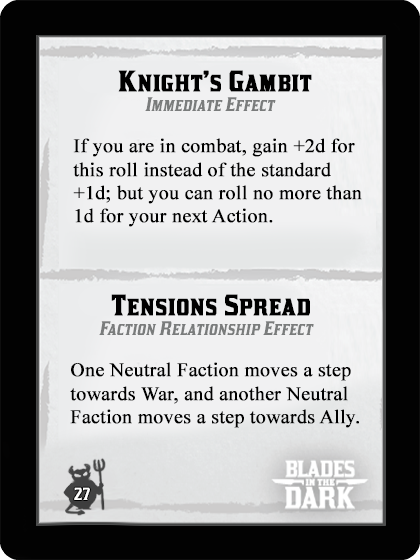 Knight's Gambit
Immediate Effect
If you are in combat, gain +2d for
this roll instead of the standard
+1d; but you can roll no more than
1d for your next Action.
Tensions Spread
Faction Relationship Effect
One Neutral Faction moves a step
towards War, and another Neutral
Faction moves a step towards Ally.
27
BLADES
IN THE
DARK